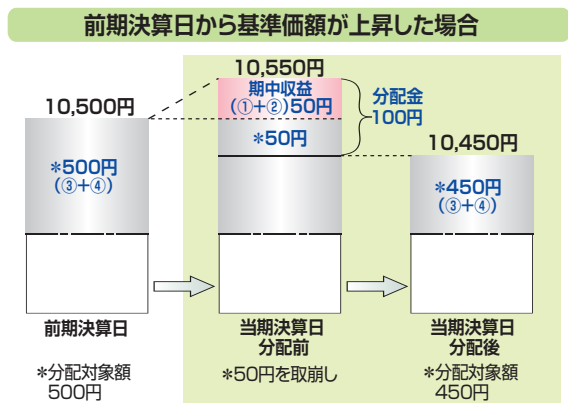 前期決算日から基準価額が上昇した場合
10,550円
期中収益
(①+②)50円
分配金
100円
10,500円
*50円
10,450円
*500円
(③+④)
*450円
(③+④)
前期決算日
当期決算日
分配前
当期決算日
分配後
*分配対象額
500円
*50円を取崩し
*分配対象額
450円